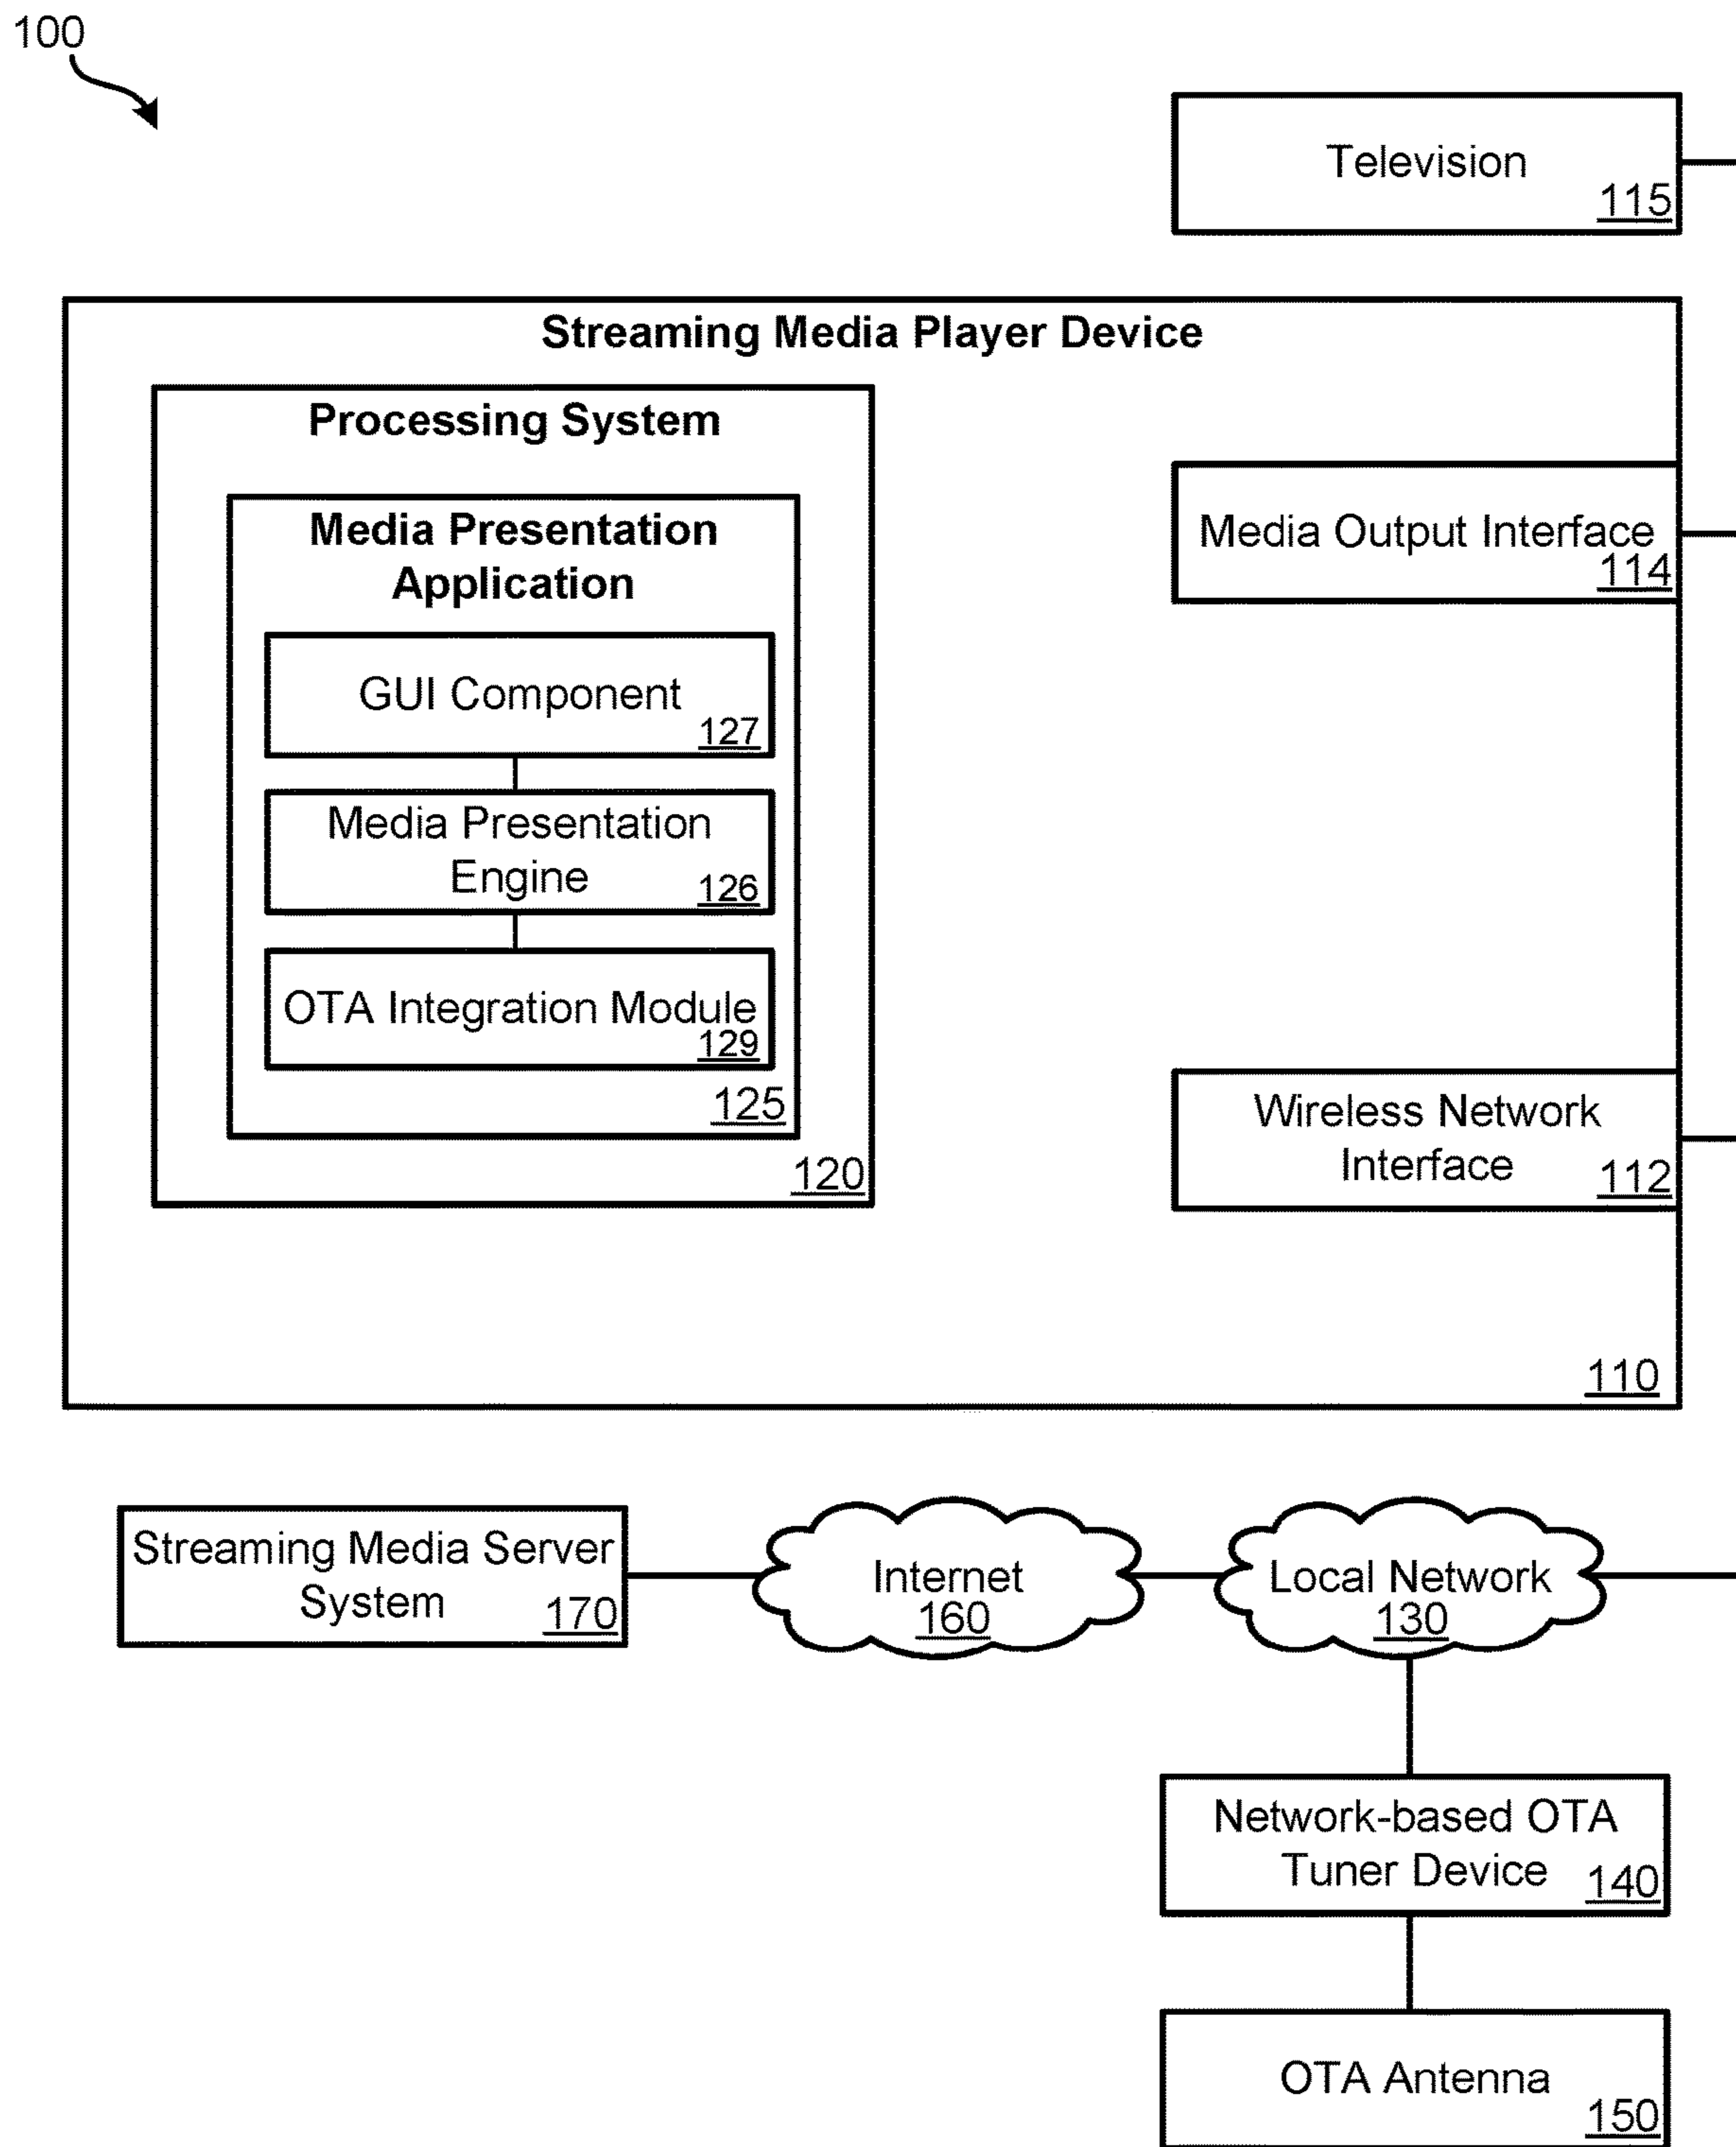 100
Television
115
Streaming Media Player Device
Processing System
Media Presentation
Application
GUI Component
127
Media Presentation
Engine
126
OTA Integration Module
129
125
120
Media Output Interface
114
Wireless Network
Interface
112
110
Streaming Media Server
System
170
Internet
160
Local Network
130
Network-based OTA
Tuner Device
140
OTA Antenna
150